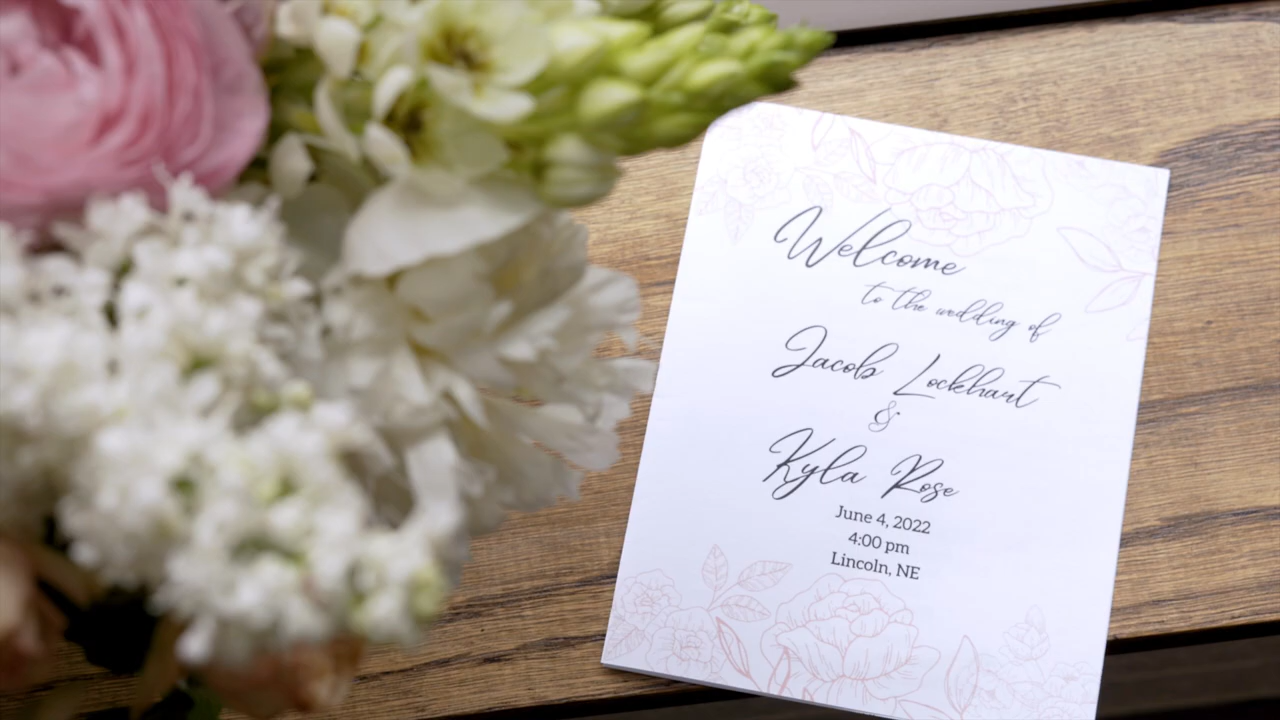 Welcome
to the wedding of
Jacob Lockhart
&
Kyla Rose
June 4, 2022
4:00 pm
Lincoln, NE